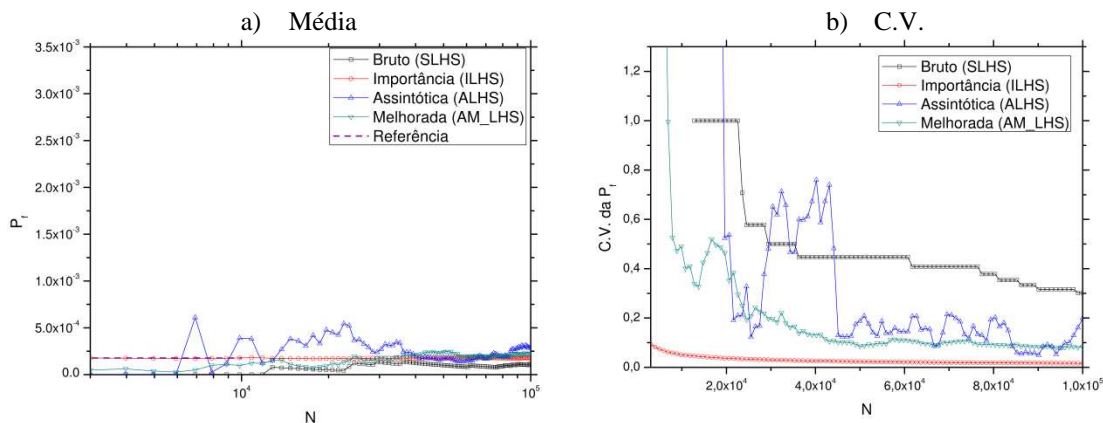 a) Média
3.5x10⁻³
3.0x10⁻³
2.5x10⁻³
2.0x10⁻³
1.5x10⁻³
1.0x10⁻³
5.0x10⁻⁴
0.0
P_f
10⁴
10⁵
N
Bruto (SLHS)
Importância (ILHS)
Assintótica (ALHS)
Melhorada (AM_LHS)
Referência
b) C.V.
1,2
1,0
0,8
0,6
0,4
0,2
0,0
C.V. da P_f
2,0x10⁴
4,0x10⁴
6,0x10⁴
8,0x10⁴
1,0x10⁵
N
Bruto (SLHS)
Importância (ILHS)
Assintótica (ALHS)
Melhorada (AM_LHS)